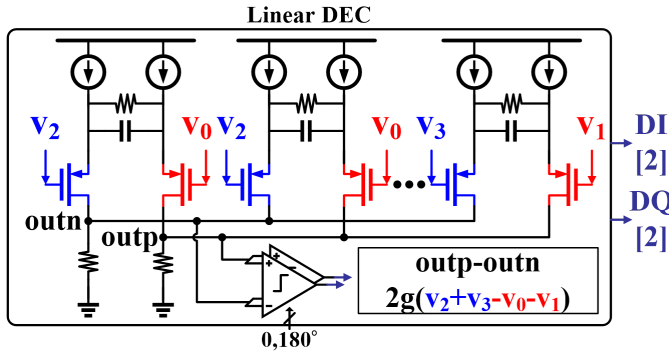 Linear DEC
v2 v0 v2 v0 v3 v1
DI
[2]
DQ
[2]
outn
outp
+ - + -
outp-outn
2g(v2+v3-v0-v1)
0,180°